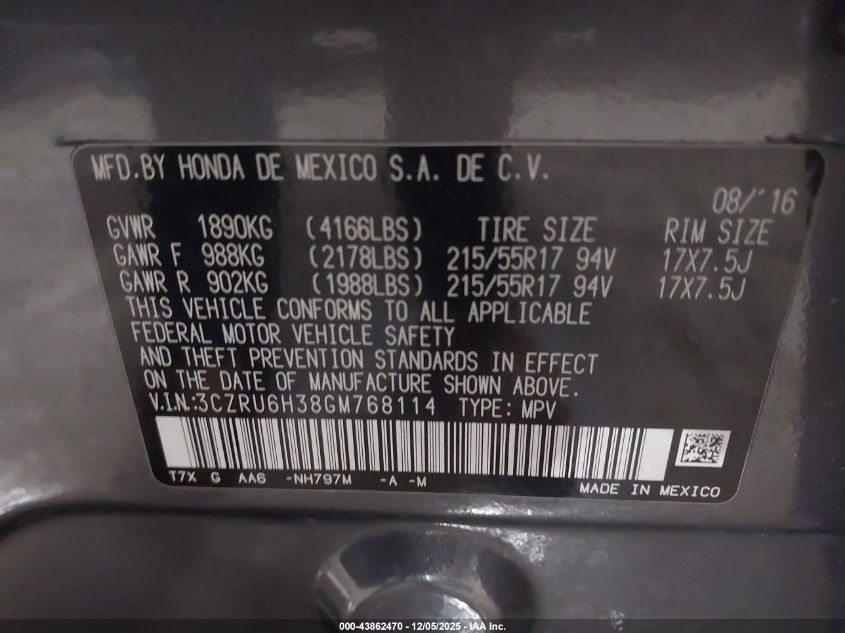 MFD.BY HONDA DE MEXICO S.A. DE C.V.
08/'16
GVWR 1890KG (4166LBS) TIRE SIZE RIM SIZE
GAWR F 988KG (2178LBS) 215/55R17 94V 17X7.5J
GAWR R 902KG (1988LBS) 215/55R17 94V 17X7.5J
THIS VEHICLE CONFORMS TO ALL APPLICABLE
FEDERAL MOTOR VEHICLE SAFETY
AND THEFT PREVENTION STANDARDS IN EFFECT
ON THE DATE OF MANUFACTURE SHOWN ABOVE.
V.I.N.:3CZRU6H38GM768114 TYPE: MPV
T7X G AA6 -NH797M -A -M
MADE IN MEXICO
000-43862470 - 12/05/2025 - IAA Inc.